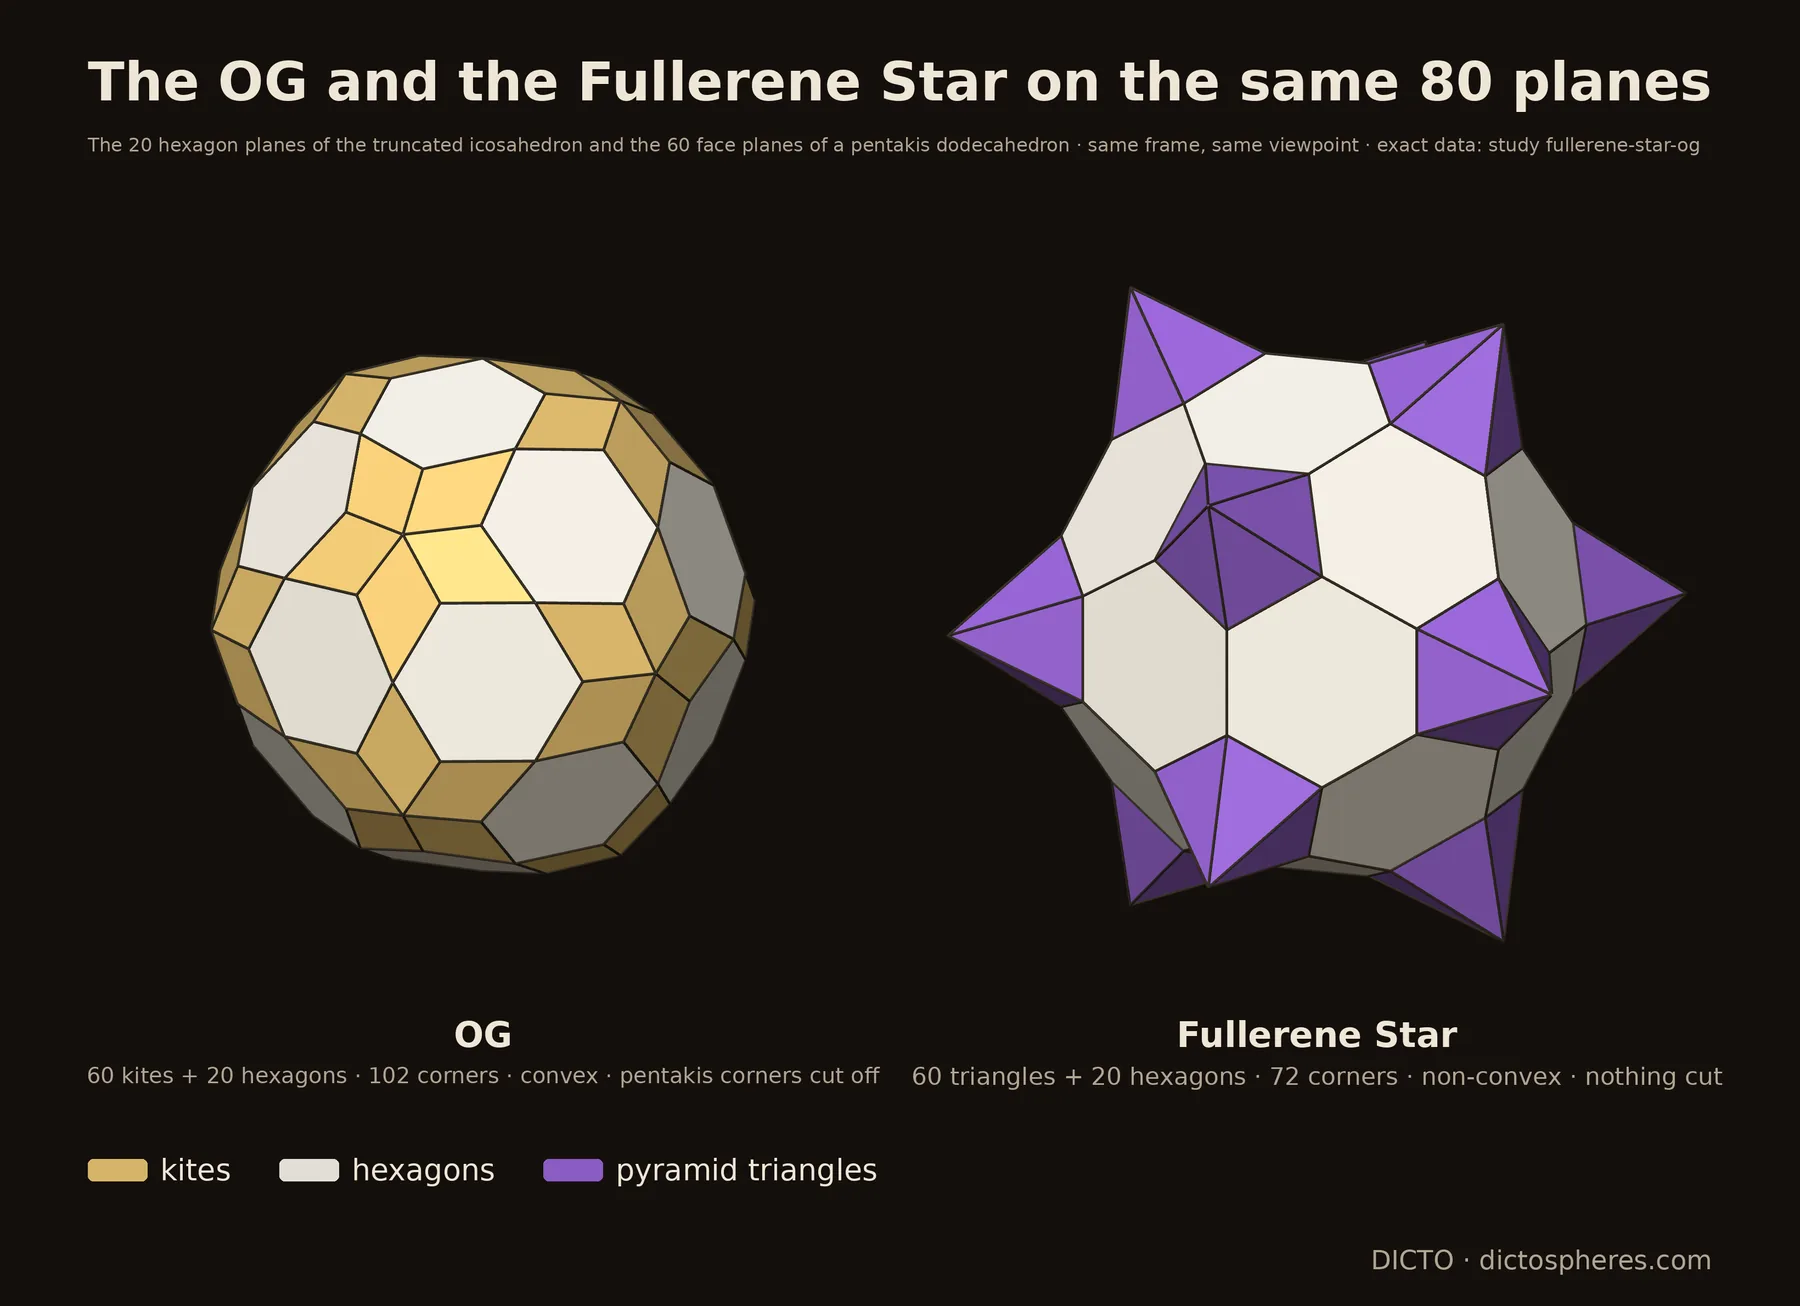 The OG and the Fullerene Star on the same 80 planes
The 20 hexagon planes of the truncated icosahedron and the 60 face planes of a pentakis dodecahedron · same frame, same viewpoint · exact data: study fullerene-star-og
OG
60 kites + 20 hexagons · 102 corners · convex · pentakis corners cut off
Fullerene Star
60 triangles + 20 hexagons · 72 corners · non-convex · nothing cut
kites
hexagons
pyramid triangles
DICTO · dictospheres.com